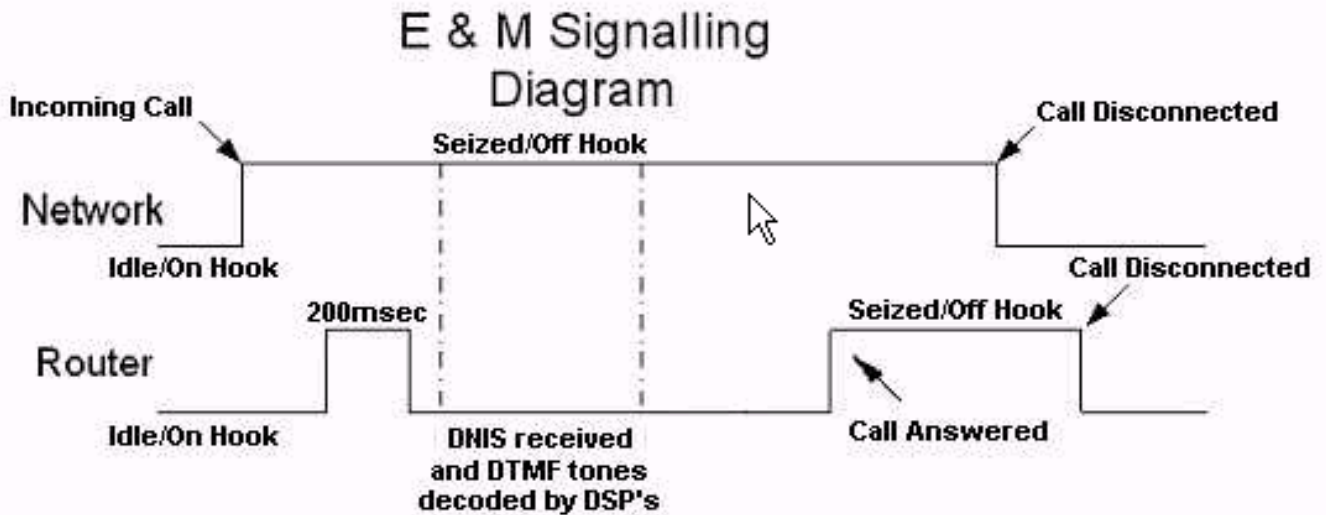 E & M Signalling
Diagram
Incoming Call
Call Disconnected
Seized/Off Hook
Network
Idle/On Hook
Call Disconnected
200msec
Seized/Off Hook
Router
Idle/On Hook
Call Answered
DNIS received
and DTMF tones
decoded by DSP's